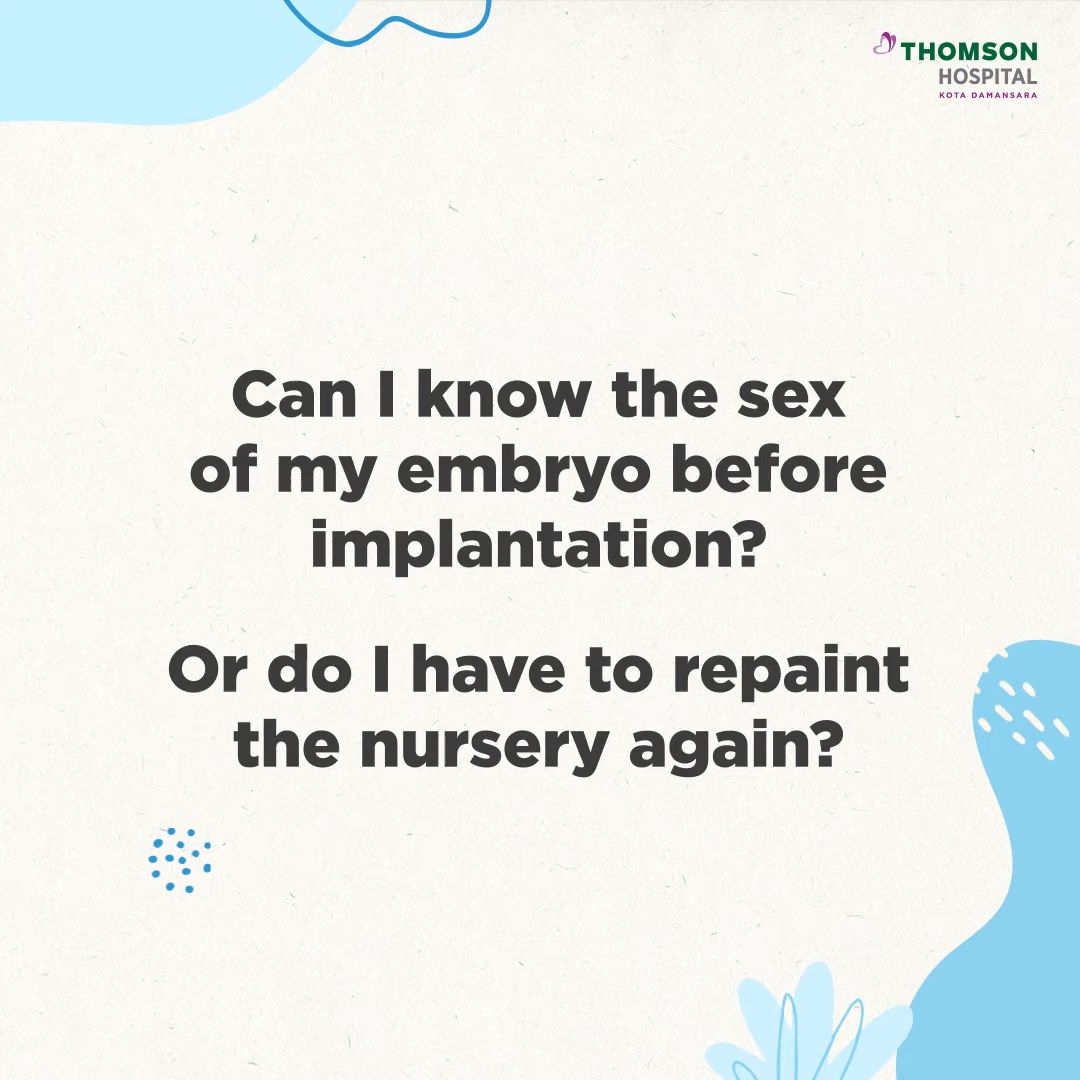 THOMSON
HOSPITAL
KOTA DAMANSARA
Can I know the sex
of my embryo before
implantation?
Or do I have to repaint
the nursery again?